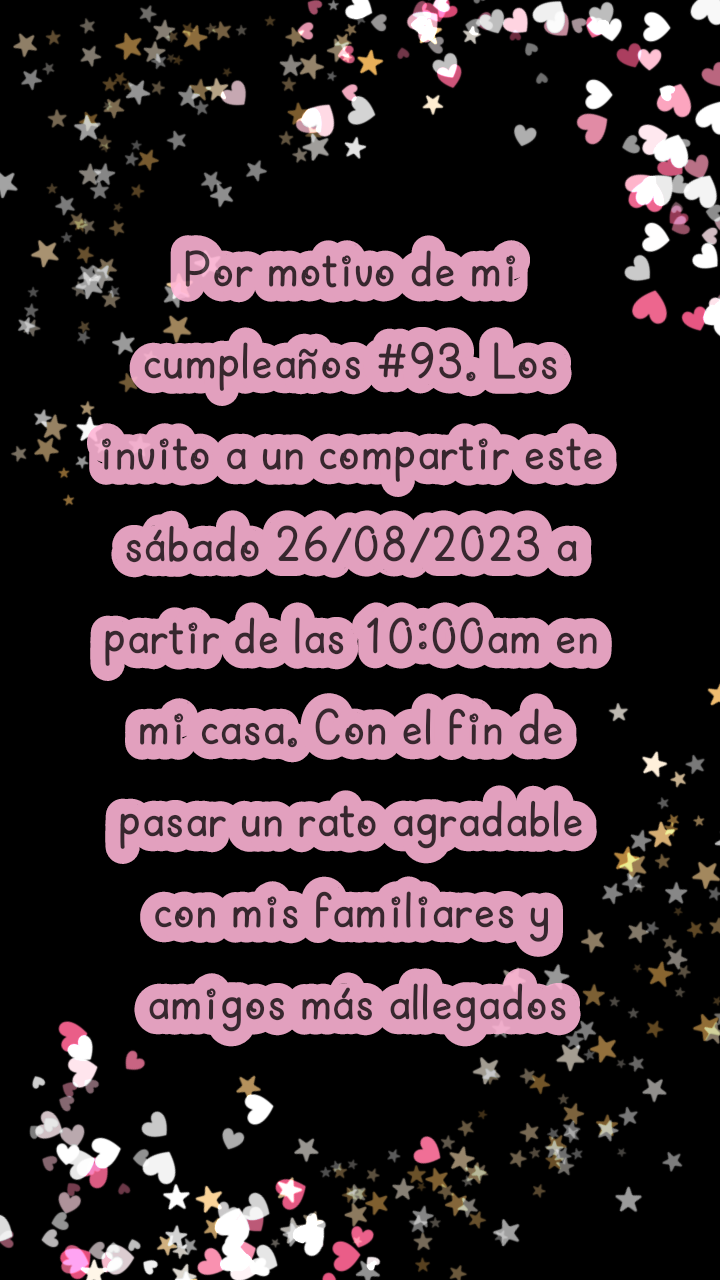 Por motivo de mi
cumpleaños #93. Los
invito a un compartir este
sábado 26/08/2023 a
partir de las 10:00am en
mi casa. Con el fin de
pasar un rato agradable
con mis familiares y
amigos más allegados